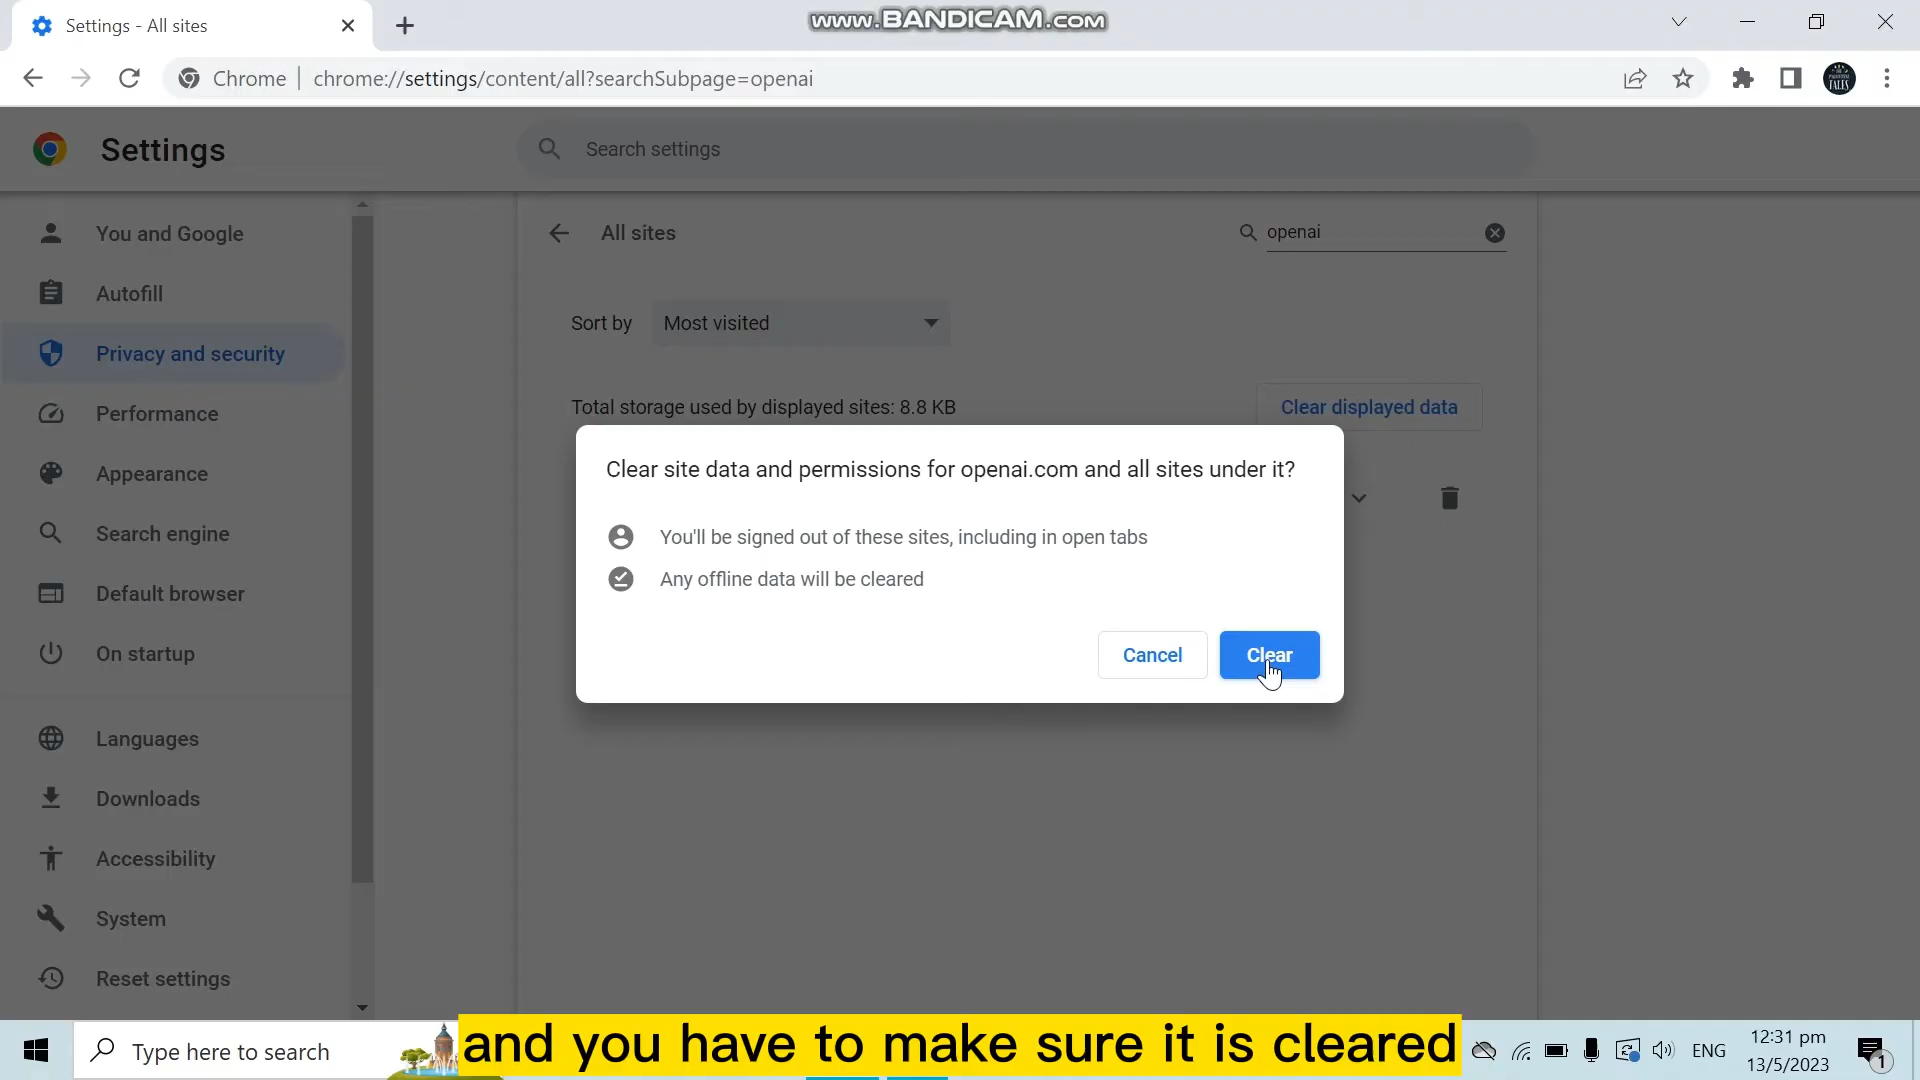 Settings - All sites
www.BANDICAM.com
Chrome
chrome://settings/content/all?searchSubpage=openai
Settings
Search settings
You and Google
Autofill
Privacy and security
Performance
Appearance
Search engine
Default browser
On startup
Languages
Downloads
Accessibility
System
Reset settings
All sites
openai
Sort by
Most visited
Total storage used by displayed sites: 8.8 KB
Clear displayed data
Clear site data and permissions for openai.com and all sites under it?
You'll be signed out of these sites, including in open tabs
Any offline data will be cleared
Cancel
Clear
and you have to make sure it is cleared
Type here to search
ENG
12:31 pm
13/5/2023
1